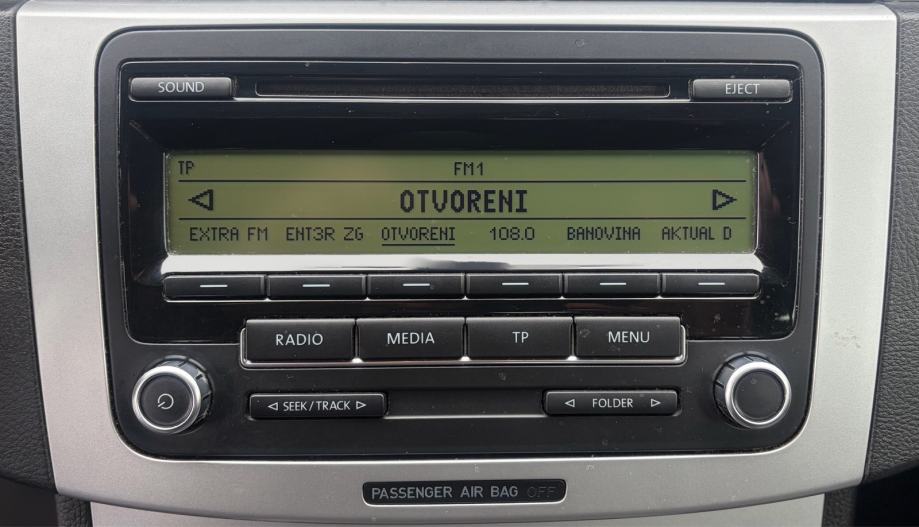 SOUND EJECT
TP FM1
OTVORENI
EXTRA FM ENT3R ZG OTVORENI 108.0 BANOVINA AKTUAL D
RADIO MEDIA TP MENU
SEEK/TRACK FOLDER
PASSENGER AIR BAG OFF